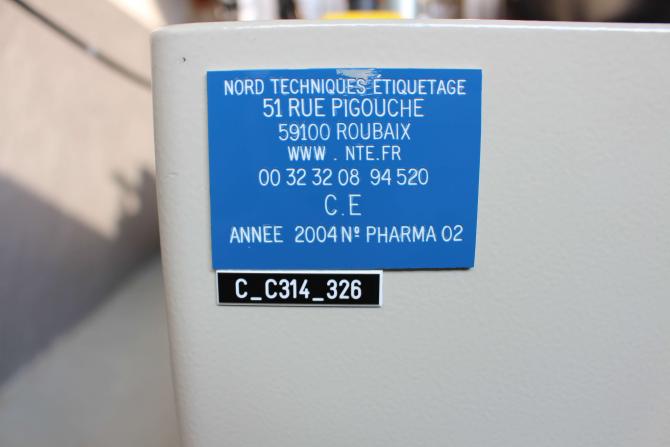 NORD TECHNIQUES ÉTIQUETAGE
51 RUE PIGOUCHE
59100 ROUBAIX
WWW . NTE.FR
00 32 32 08 94 520
C.E
ANNEE 2004 Nº PHARMA 02
C_C314_326